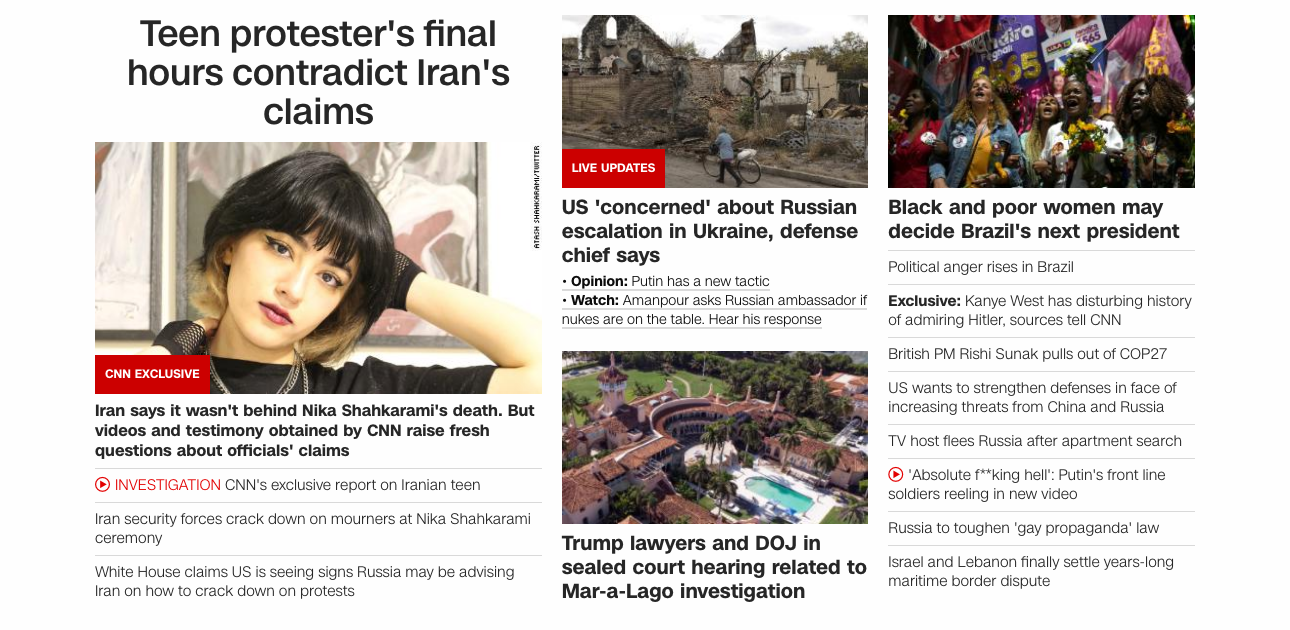 Teen protester's final
hours contradict Iran's
claims
ATASH SHAHKARAMI/TWITTER
CNN EXCLUSIVE
Iran says it wasn't behind Nika Shahkarami's death. But
videos and testimony obtained by CNN raise fresh
questions about officials' claims
INVESTIGATION CNN's exclusive report on Iranian teen
Iran security forces crack down on mourners at Nika Shahkarami
ceremony
White House claims US is seeing signs Russia may be advising
Iran on how to crack down on protests
LIVE UPDATES
US 'concerned' about Russian
escalation in Ukraine, defense
chief says
• Opinion: Putin has a new tactic
• Watch: Amanpour asks Russian ambassador if
nukes are on the table. Hear his response
Trump lawyers and DOJ in
sealed court hearing related to
Mar-a-Lago investigation
Black and poor women may
decide Brazil's next president
Political anger rises in Brazil
Exclusive: Kanye West has disturbing history
of admiring Hitler, sources tell CNN
British PM Rishi Sunak pulls out of COP27
US wants to strengthen defenses in face of
increasing threats from China and Russia
TV host flees Russia after apartment search
'Absolute f**king hell': Putin's front line
soldiers reeling in new video
Russia to toughen 'gay propaganda' law
Israel and Lebanon finally settle years-long
maritime border dispute